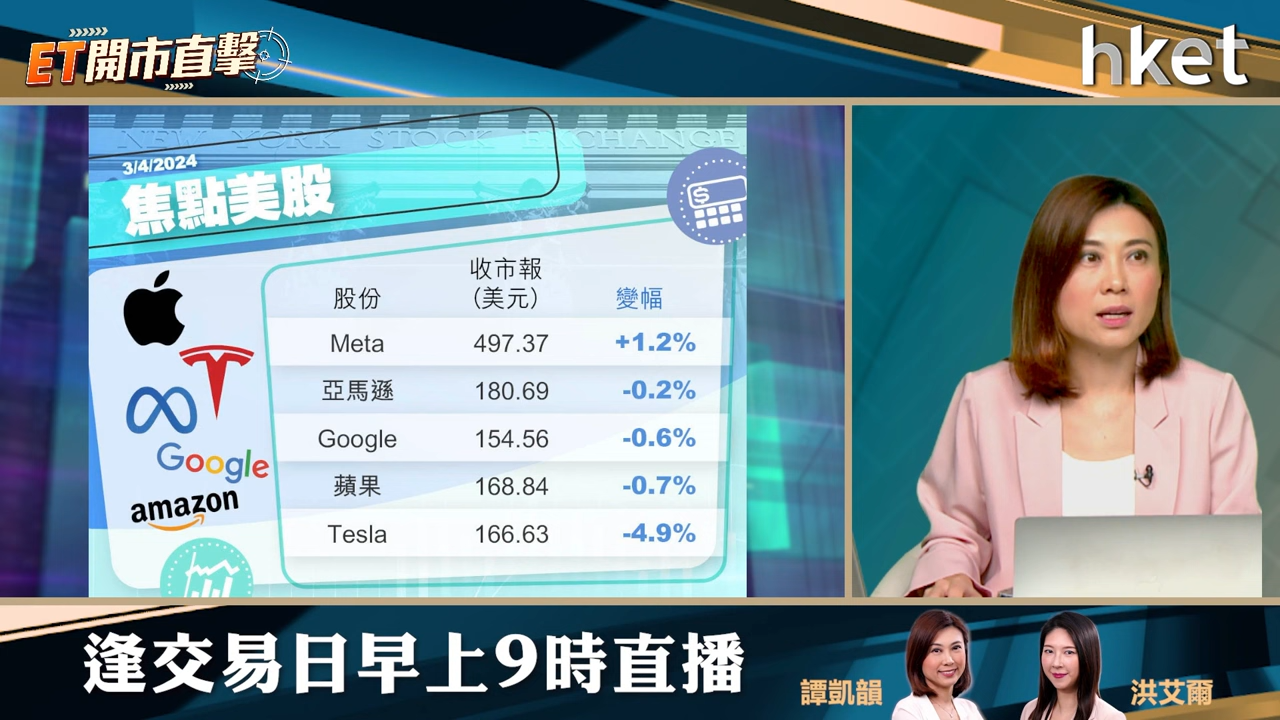 ET開市直擊
hket
NEW YORK STOCK EXCHANGE
3/4/2024
焦點美股
股份 收市報(美元) 變幅
Meta 497.37 +1.2%
亞馬遜 180.69 -0.2%
Google 154.56 -0.6%
蘋果 168.84 -0.7%
Tesla 166.63 -4.9%
Google
amazon
逢交易日早上9時直播
譚凱韻
洪艾爾